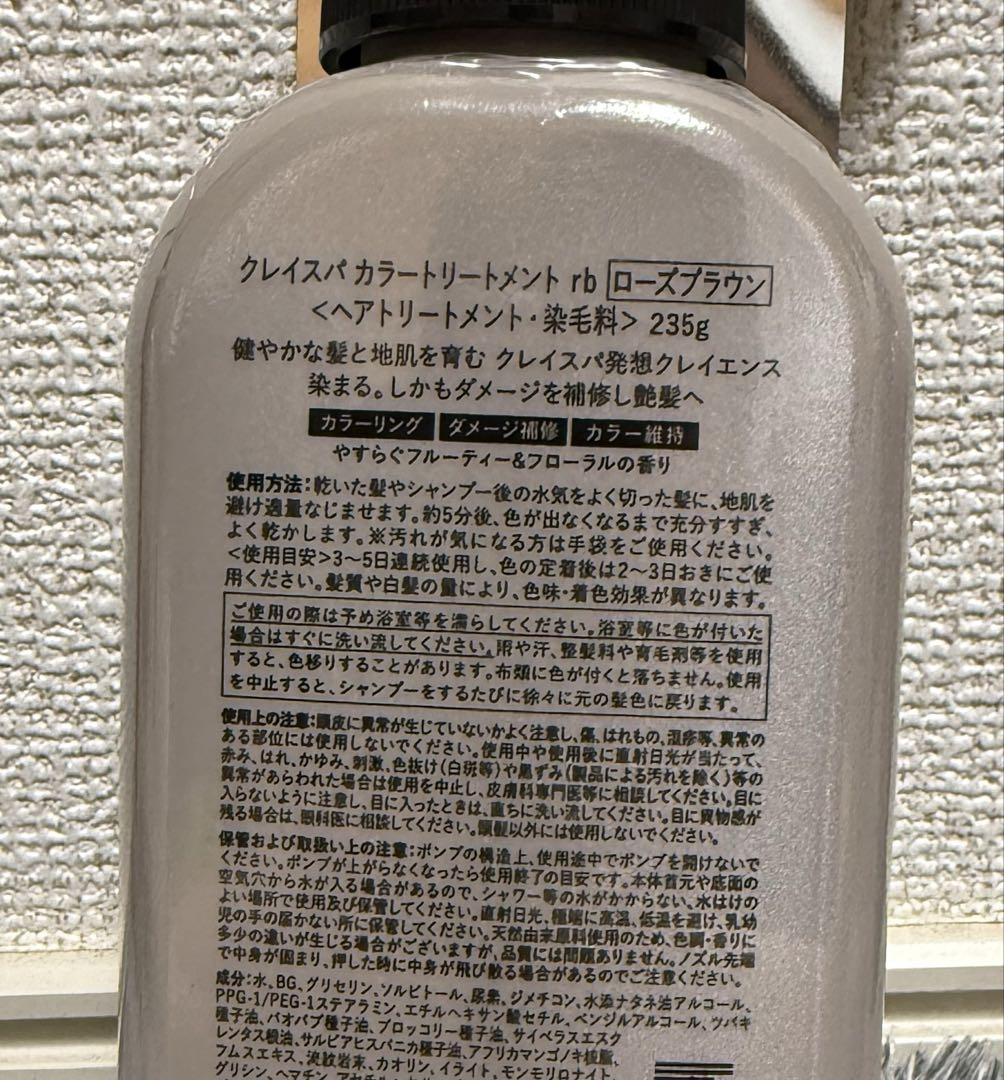 クレイスパ カラートリートメント rb ローズブラウン
<ヘアトリートメント・染毛料> 235g
健やかな髪と地肌を育む クレイスパ発想クレイエンス
染まる。しかもダメージを補修し艶髪へ
カラーリング ダメージ補修 カラー維持
やすらぐフルーティー&フローラルの香り
使用方法:乾いた髪やシャンプー後の水気をよく切った髪に、地肌を
避け適量なじませます。約5分後、色が出なくなるまで充分すすぎ、
よく乾かします。※汚れが気になる方は手袋をご使用ください。
<使用目安>3〜5日連続使用し、色の定着後は2〜3日おきにご使
用ください。髪質や白髪の量により、色味・着色効果が異なります。
ご使用の際は予め浴室等を濡らしてください。浴室等に色が付いた
場合はすぐに洗い流してください。雨や汗、整髪料や育毛剤等を使用
すると、色移りすることがあります。布類に色が付くと落ちません。使用
を中止すると、シャンプーをするたびに徐々に元の髪色に戻ります。
使用上の注意:頭皮に異常が生じていないかよく注意し、傷、はれもの、湿疹等、異常の
ある部位には使用しないでください。使用中や使用後に直射日光が当たって、
赤み、はれ、かゆみ、刺激、色抜け(白斑等)や黒ずみ(製品による汚れを除く)等の
異常があらわれた場合は使用を中止し、皮膚科専門医等に相談してください。目に
入らないように注意し、目に入ったときは、直ちに洗い流してください。目に異物感が
残る場合は、眼科医に相談してください。頭髪以外には使用しないでください。
保管および取扱い上の注意:ポンプの構造上、使用途中でポンプを開けないで
ください。ポンプが上がらなくなったら使用終了の目安です。本体首元や底面の
空気穴から水が入る場合があるので、シャワー等の水がかからない、水はけの
よい場所で使用及び保管してください。直射日光、極端に高温、低温を避け、乳幼
児の手の届かない所に保管してください。天然由来原料使用のため、色調・香りに
多少の違いが生じる場合がございますが、品質には問題ありません。ノズル先端
で中身が固まり、押した時に中身が飛び散る場合があるのでご注意ください。
成分:水、BG、グリセリン、ソルビトール、尿素、ジメチコン、水添ナタネ油アルコール、
PPG-1/PEG-1ステアラミン、エチルヘキサン酸セチル、ベンジルアルコール、ツバキ
種子油、バオバブ種子油、ブロッコリー種子油、サイペラスエスク
レンタス根油、サルビアヒスパニカ種子油、アフリカマンゴノキ核脂、
フムスエキス、流紋岩末、カオリン、イライト、モンモリロナイト、
グリシン、ヘマチン、